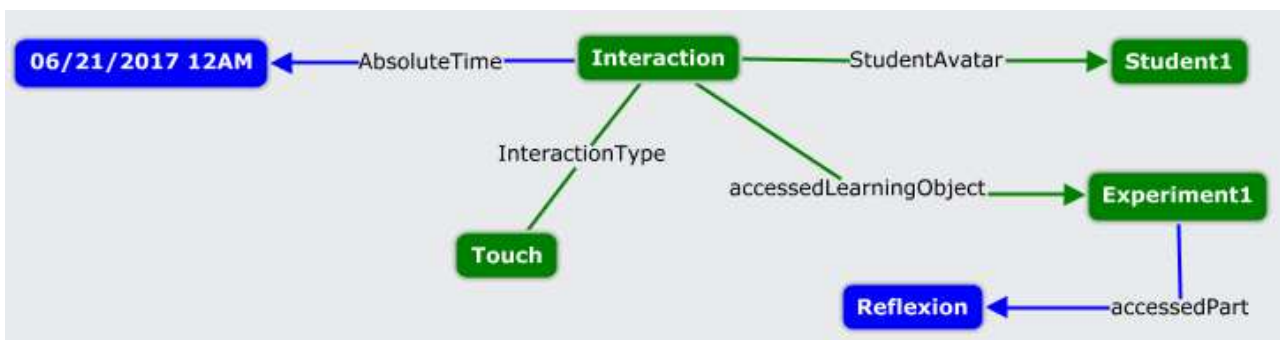 06/21/2017 12AM
AbsoluteTime
Interaction
StudentAvatar
Student1
InteractionType
accessedLearningObject
Experiment1
Touch
Reflexion
accessedPart